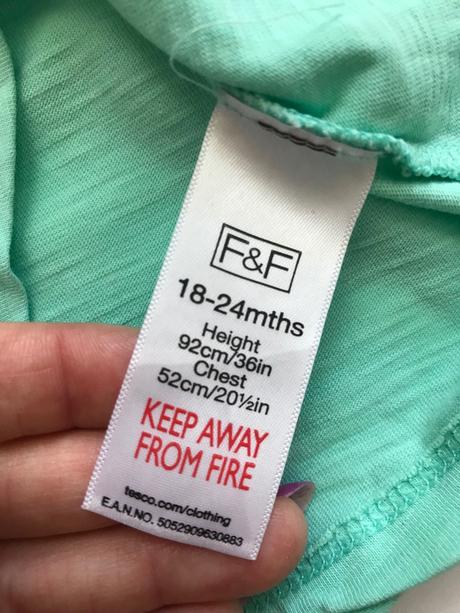 F&F
18-24mths
Height
92cm/36in
Chest
52cm/20½in
KEEP AWAY
FROM FIRE
tesco.com/clothing
E.A.N.NO. 5052909630883